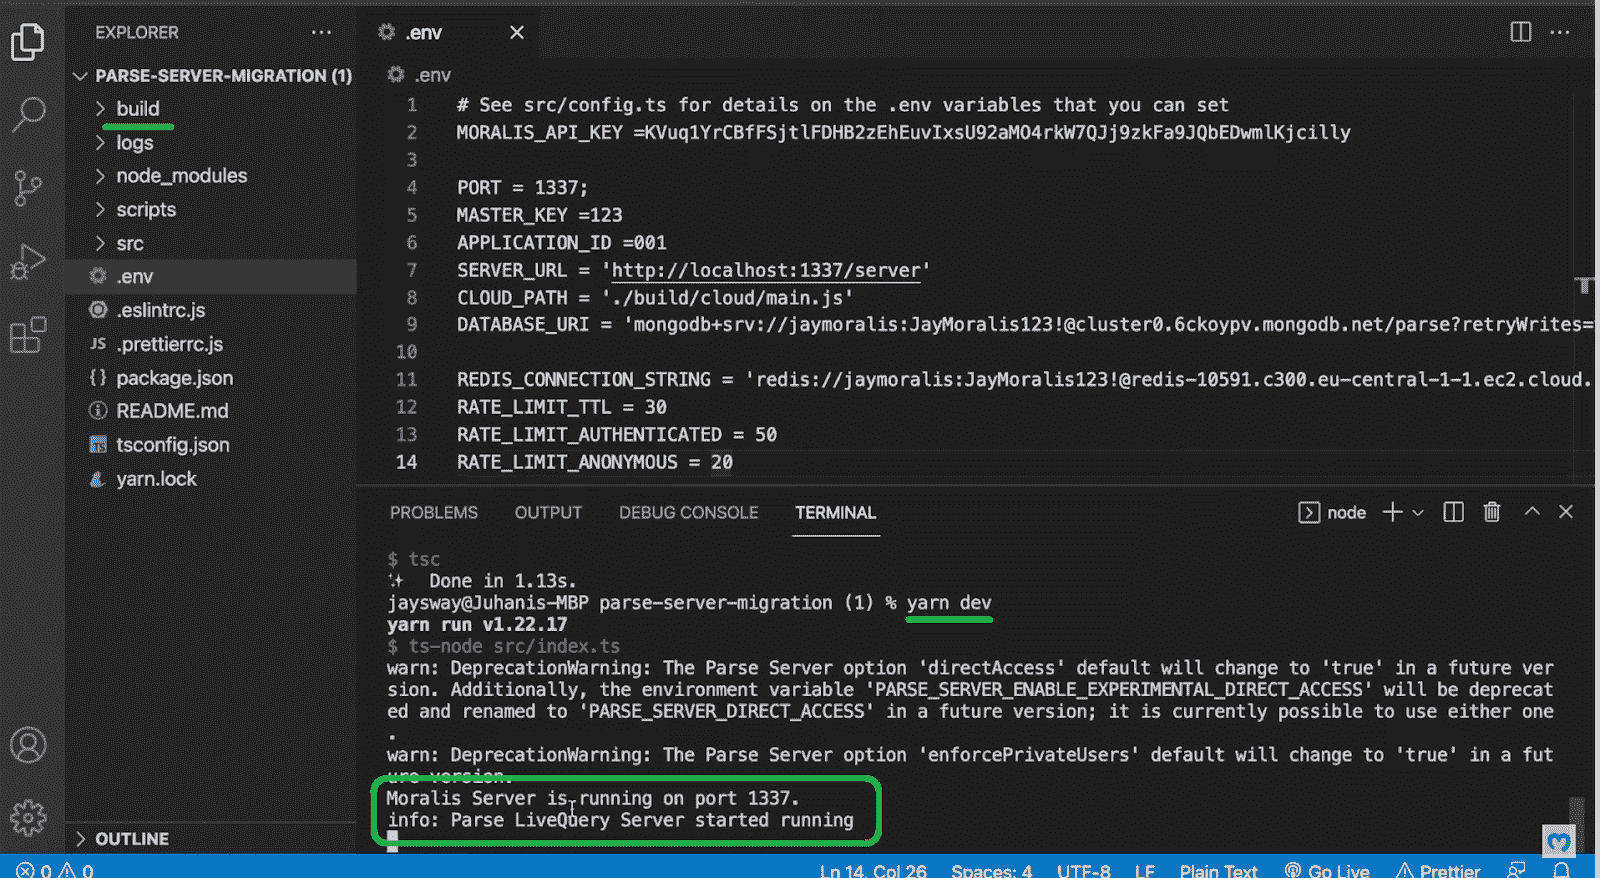 EXPLORER
PARSE-SERVER-MIGRATION (1)
build
logs
node_modules
scripts
src
.env
.eslintrc.js
JS .prettierrc.js
{} package.json
README.md
TS tsconfig.json
yarn.lock
OUTLINE
.env
.env
1 # See src/config.ts for details on the .env variables that you can set
2 MORALIS_API_KEY =KVuq1YrCBfFSjtlFDHB2zEhEuvIxsU92aMO4rkW7QJj9zkFa9JQbEDwmlKjcilly
3
4 PORT = 1337;
5 MASTER_KEY =123
6 APPLICATION_ID =001
7 SERVER_URL = 'http://localhost:1337/server'
8 CLOUD_PATH = './build/cloud/main.js'
9 DATABASE_URI = 'mongodb+srv://jaymoralis:JayMoralis123!@cluster0.6ckoypv.mongodb.net/parse?retryWrites=
10
11 REDIS_CONNECTION_STRING = 'redis://jaymoralis:JayMoralis123!@redis-10591.c300.eu-central-1-1.ec2.cloud.
12 RATE_LIMIT_TTL = 30
13 RATE_LIMIT_AUTHENTICATED = 50
14 RATE_LIMIT_ANONYMOUS = 20
PROBLEMS OUTPUT DEBUG CONSOLE TERMINAL node
$ tsc
Done in 1.13s.
jaysway@Juhanis-MBP parse-server-migration (1) % yarn dev
yarn run v1.22.17
$ ts-node src/index.ts
warn: DeprecationWarning: The Parse Server option 'directAccess' default will change to 'true' in a future ver
sion. Additionally, the environment variable 'PARSE_SERVER_ENABLE_EXPERIMENTAL_DIRECT_ACCESS' will be deprecat
ed and renamed to 'PARSE_SERVER_DIRECT_ACCESS' in a future version; it is currently possible to use either one
.
warn: DeprecationWarning: The Parse Server option 'enforcePrivateUsers' default will change to 'true' in a fut
ure version.
Moralis Server is running on port 1337.
info: Parse LiveQuery Server started running
0 0 Ln 14, Col 26 Spaces: 4 UTF-8 LF Plain Text Go Live Prettier